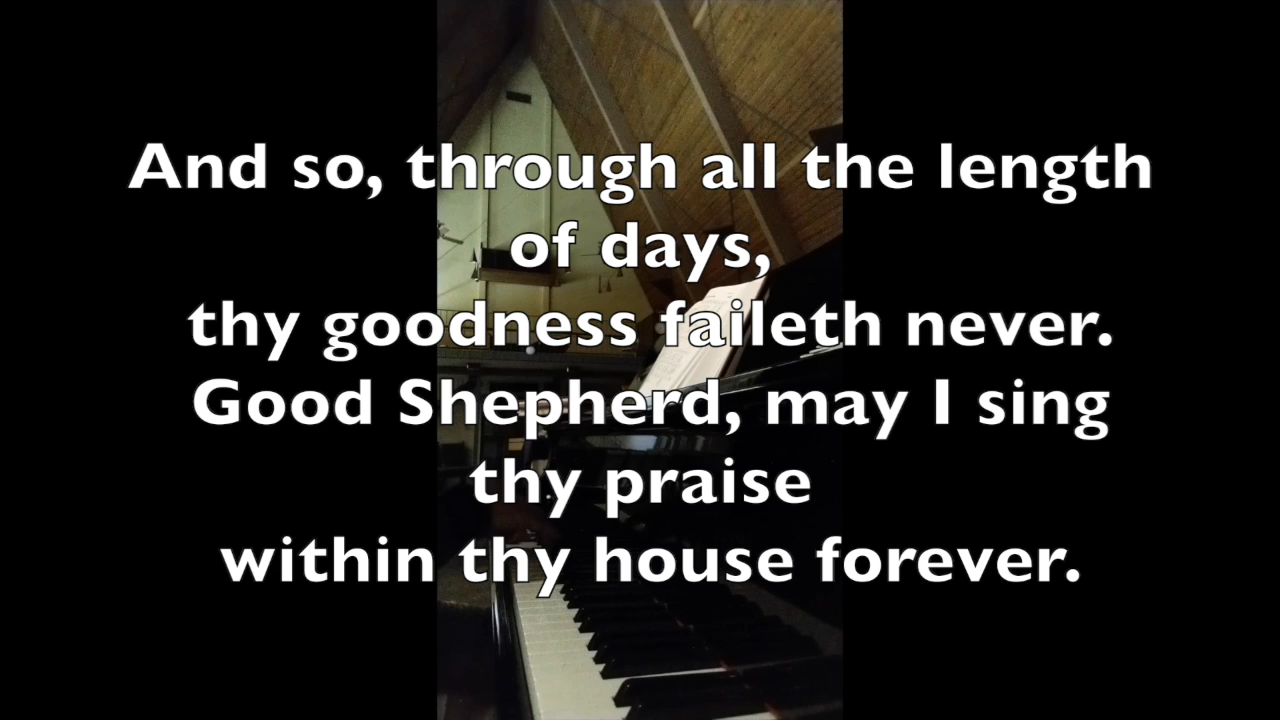 And so, through all the length
of days,
thy goodness faileth never.
Good Shepherd, may I sing
thy praise
within thy house forever.